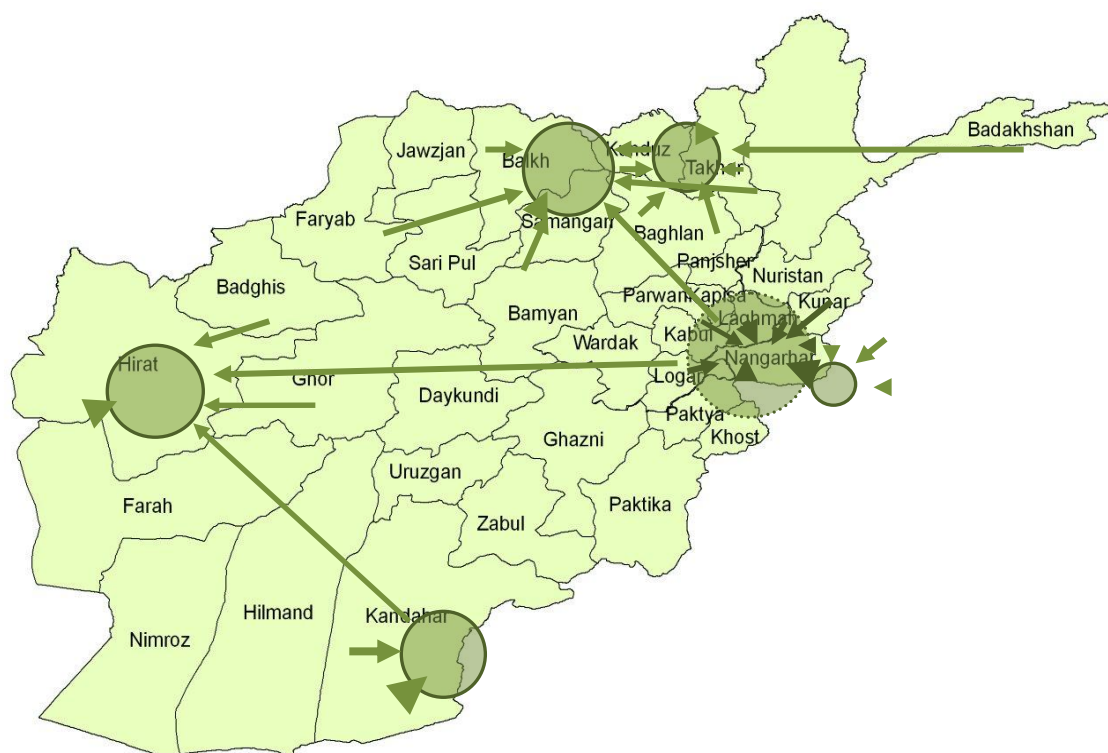 Badakhshan
Jawzjan
Balkh
Kunduz
Takhar
Faryab
Samangan
Baghlan
Sari Pul
Panjsher
Nuristan
Badghis
Parwan
Kapisa
Kunar
Bamyan
Laghman
Kabul
Wardak
Nangarhar
Hirat
Ghor
Logar
Daykundi
Paktya
Ghazni
Khost
Uruzgan
Farah
Paktika
Zabul
Hilmand
Kandahar
Nimroz